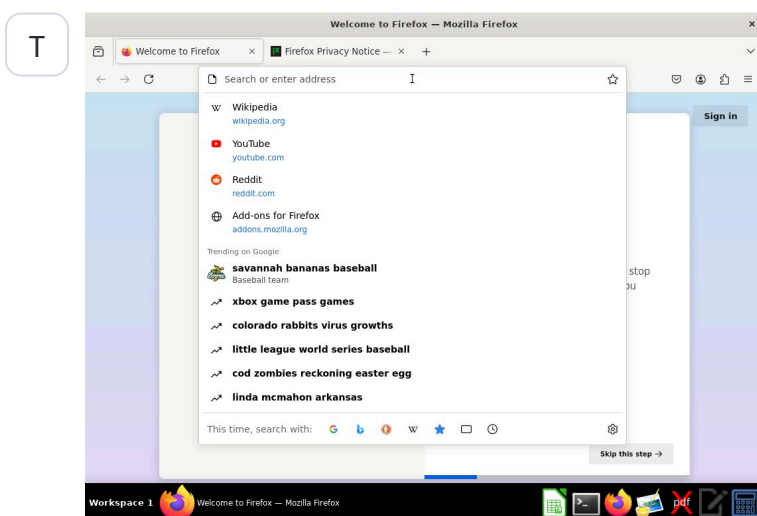 T
Welcome to Firefox — Mozilla Firefox
Welcome to Firefox
Firefox Privacy Notice —
Search or enter address
Sign in
Wikipedia
wikipedia.org
YouTube
youtube.com
Reddit
reddit.com
Add-ons for Firefox
addons.mozilla.org
Trending on Google
savannah bananas baseball
Baseball team
stop
ou
xbox game pass games
colorado rabbits virus growths
little league world series baseball
cod zombies reckoning easter egg
linda mcmahon arkansas
This time, search with:
Skip this step →
Workspace 1 Welcome to Firefox — Mozilla Firefox
pdf